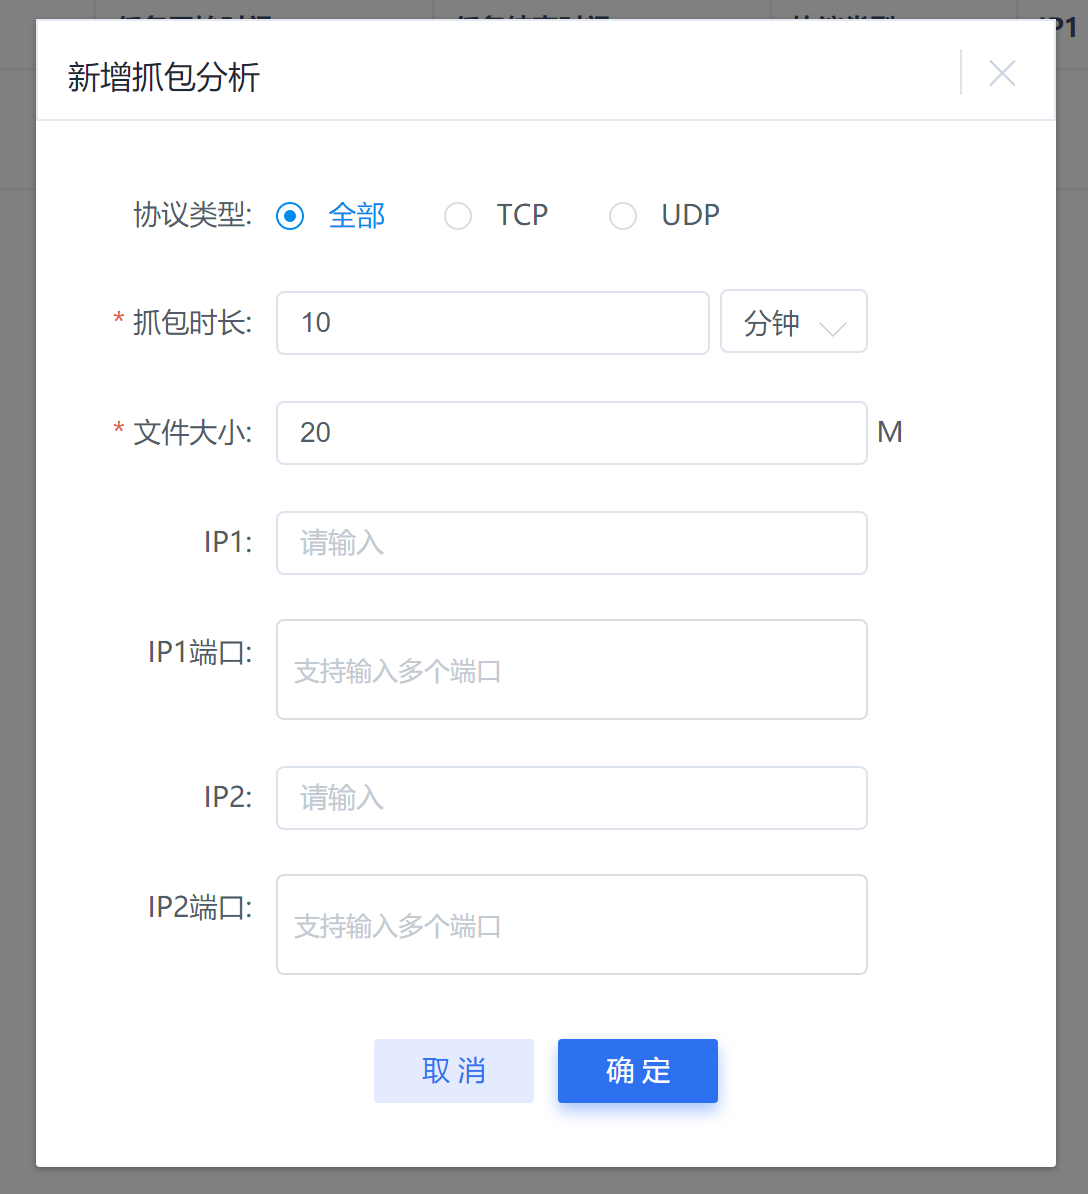 IP1
新增抓包分析
协议类型: 全部 TCP UDP
* 抓包时长: 10 分钟
* 文件大小: 20 M
IP1: 请输入
IP1端口: 支持输入多个端口
IP2: 请输入
IP2端口: 支持输入多个端口
取 消 确 定